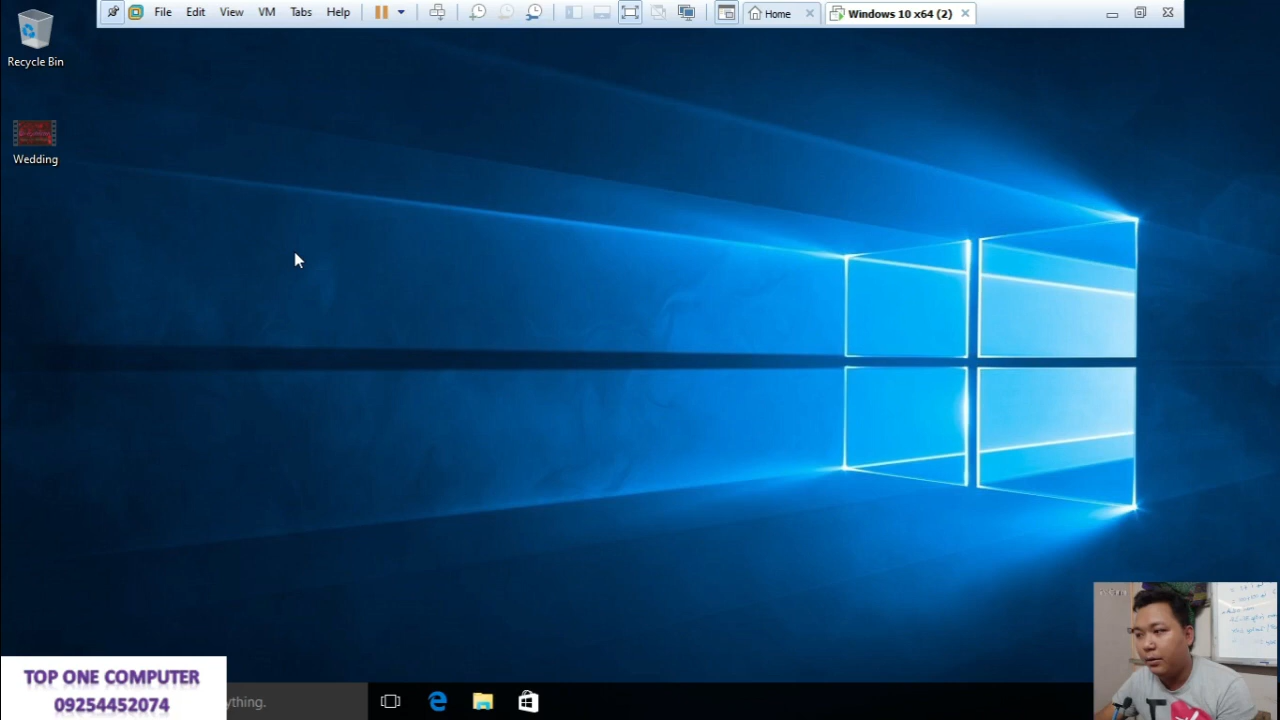 File Edit View VM Tabs Help
Home
Windows 10 x64 (2)
Recycle Bin
Wedding
TOP ONE COMPUTER
09254452074
ything.